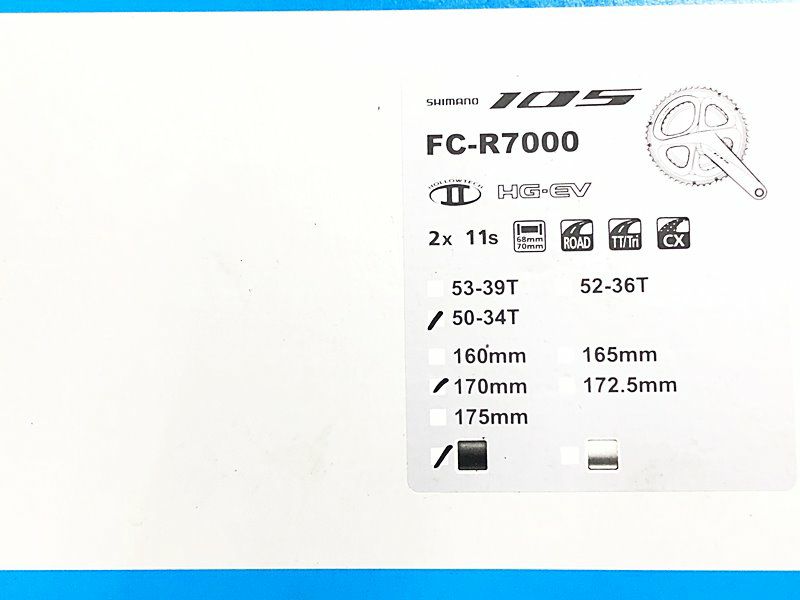 SHIMANO 105
FC-R7000
HOLLOWTECH II HG-EV
2x 11s 68mm 70mm ROAD TT/Tri CX
53-39T 52-36T
50-34T
160mm 165mm
170mm 172.5mm
175mm